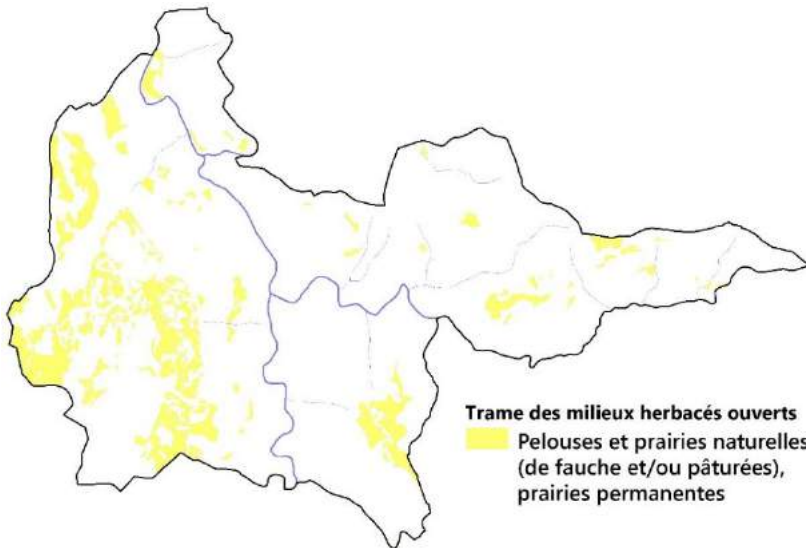 Trame des milieux herbacés ouverts
Pelouses et prairies naturelles
(de fauche et/ou pâturées),
prairies permanentes